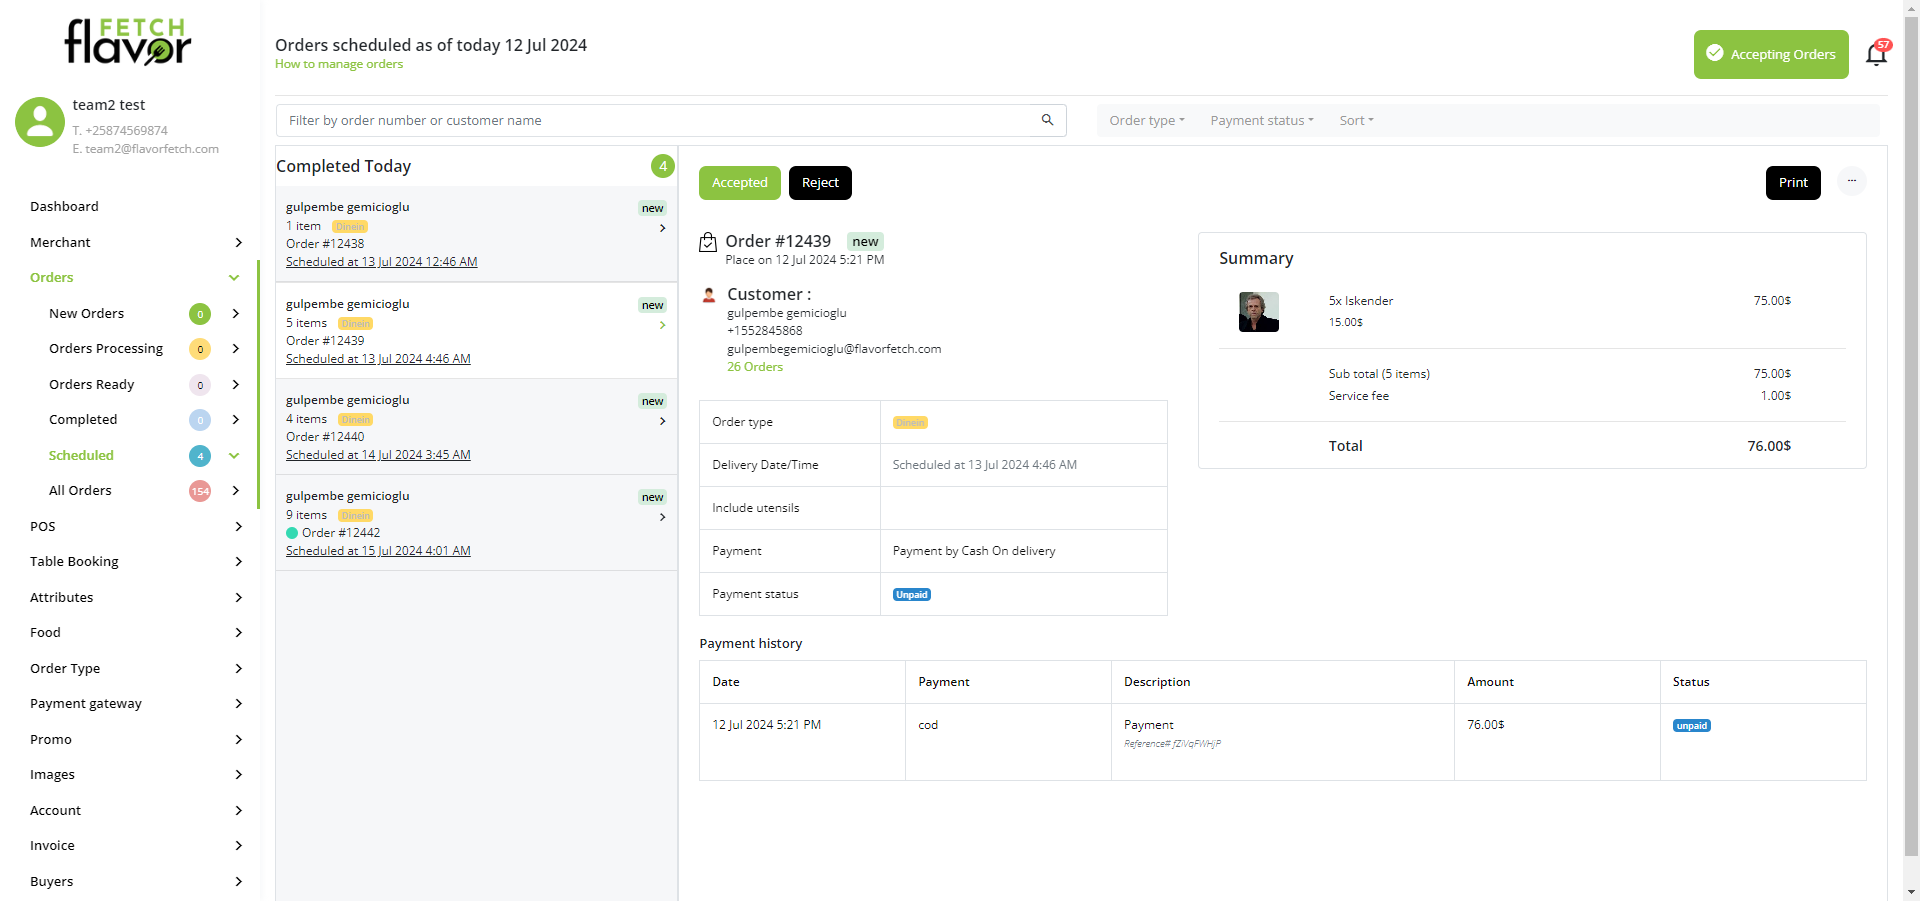 FETCH
flavor
team2 test
T. +25874569874
E. team2@flavorfetch.com
Dashboard
Merchant
Orders
New Orders 0
Orders Processing 0
Orders Ready 0
Completed 0
Scheduled 4
All Orders 154
POS
Table Booking
Attributes
Food
Order Type
Payment gateway
Promo
Images
Account
Invoice
Buyers
Orders scheduled as of today 12 Jul 2024
How to manage orders
Accepting Orders
57
Filter by order number or customer name
Order type Payment status Sort
Completed Today 4
gulpembe gemicioglu new
1 item Dinein
Order #12438
Scheduled at 13 Jul 2024 12:46 AM
gulpembe gemicioglu new
5 items Dinein
Order #12439
Scheduled at 13 Jul 2024 4:46 AM
gulpembe gemicioglu new
4 items Dinein
Order #12440
Scheduled at 14 Jul 2024 3:45 AM
gulpembe gemicioglu new
9 items Dinein
Order #12442
Scheduled at 15 Jul 2024 4:01 AM
Accepted Reject Print ...
Order #12439 new
Place on 12 Jul 2024 5:21 PM
Customer :
gulpembe gemicioglu
+1552845868
gulpembegemicioglu@flavorfetch.com
26 Orders
Summary
5x Iskender 75.00$
15.00$
Sub total (5 items) 75.00$
Service fee 1.00$
Total 76.00$
Order type Dinein
Delivery Date/Time Scheduled at 13 Jul 2024 4:46 AM
Include utensils
Payment Payment by Cash On delivery
Payment status Unpaid
Payment history
Date Payment Description Amount Status
12 Jul 2024 5:21 PM cod Payment 76.00$ unpaid
Reference# fZiVqFWHJP